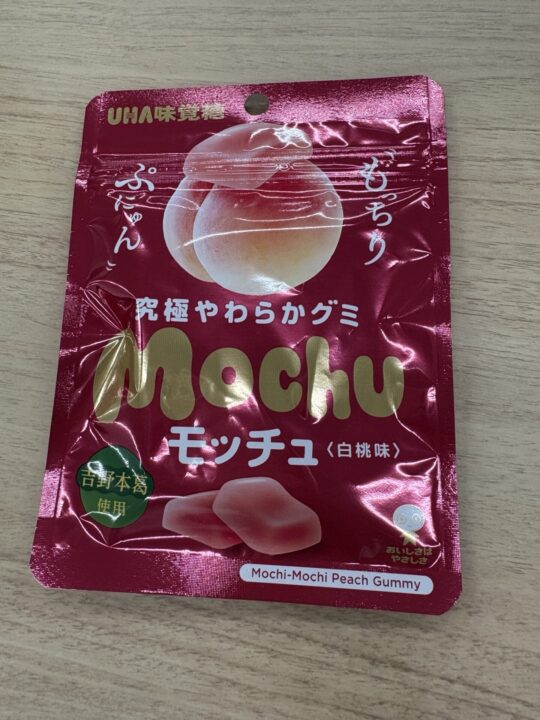 UHA味覚糖
“もっちり
ぷにゅん”
究極やわらかグミ
Mochu
モッチュ〈白桃味〉
吉野本葛
使用
おいしさは
やさしさ
Mochi-Mochi Peach Gummy